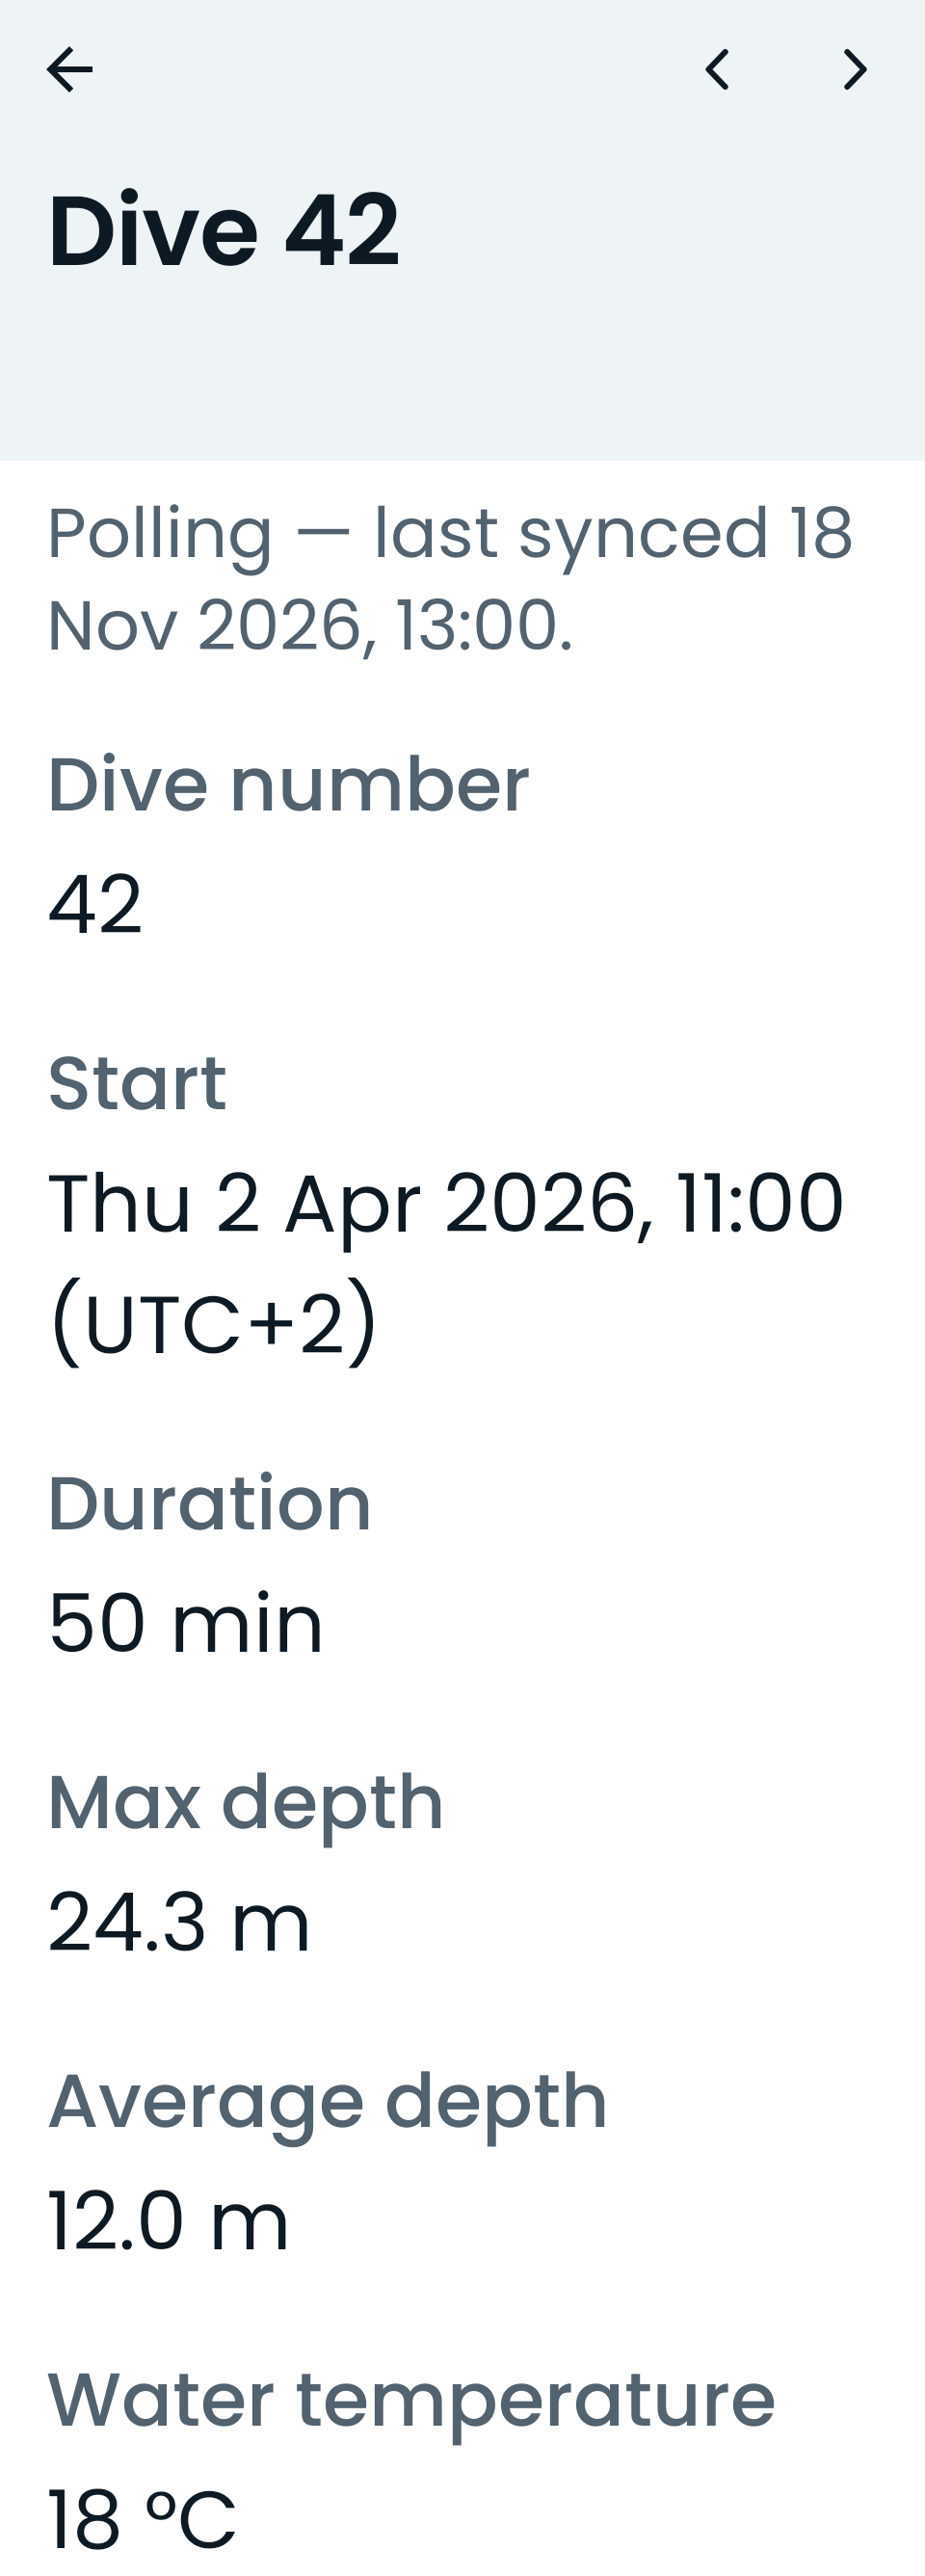 Dive 42
Polling — last synced 18
Nov 2026, 13:00.
Dive number
42
Start
Thu 2 Apr 2026, 11:00
(UTC+2)
Duration
50 min
Max depth
24.3 m
Average depth
12.0 m
Water temperature
18 °C